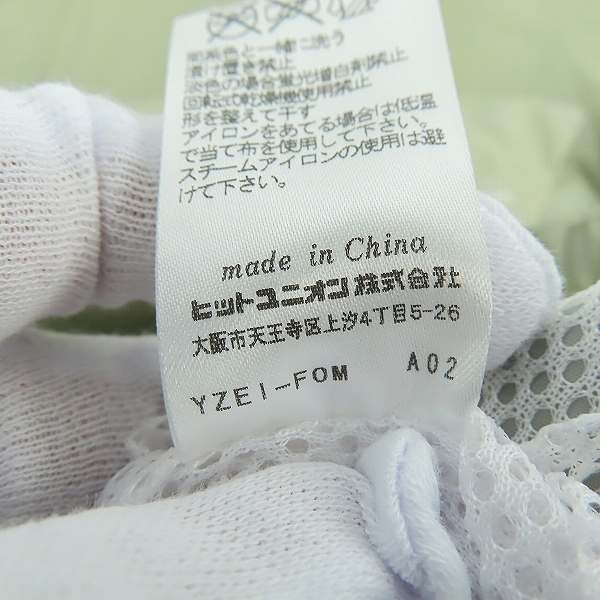 同系色と一緒に洗う
漬け置き禁止
淡色の場合蛍光増白剤禁止
回転式乾燥機使用禁止
形を整えて干す
アイロンをあてる場合は低温
で当て布を使用して下さい。
スチームアイロンの使用は避
けて下さい。
made in China
ヒットユニオン株式会社
大阪市天王寺区上汐4丁目5-26
YZEI-FOM A02